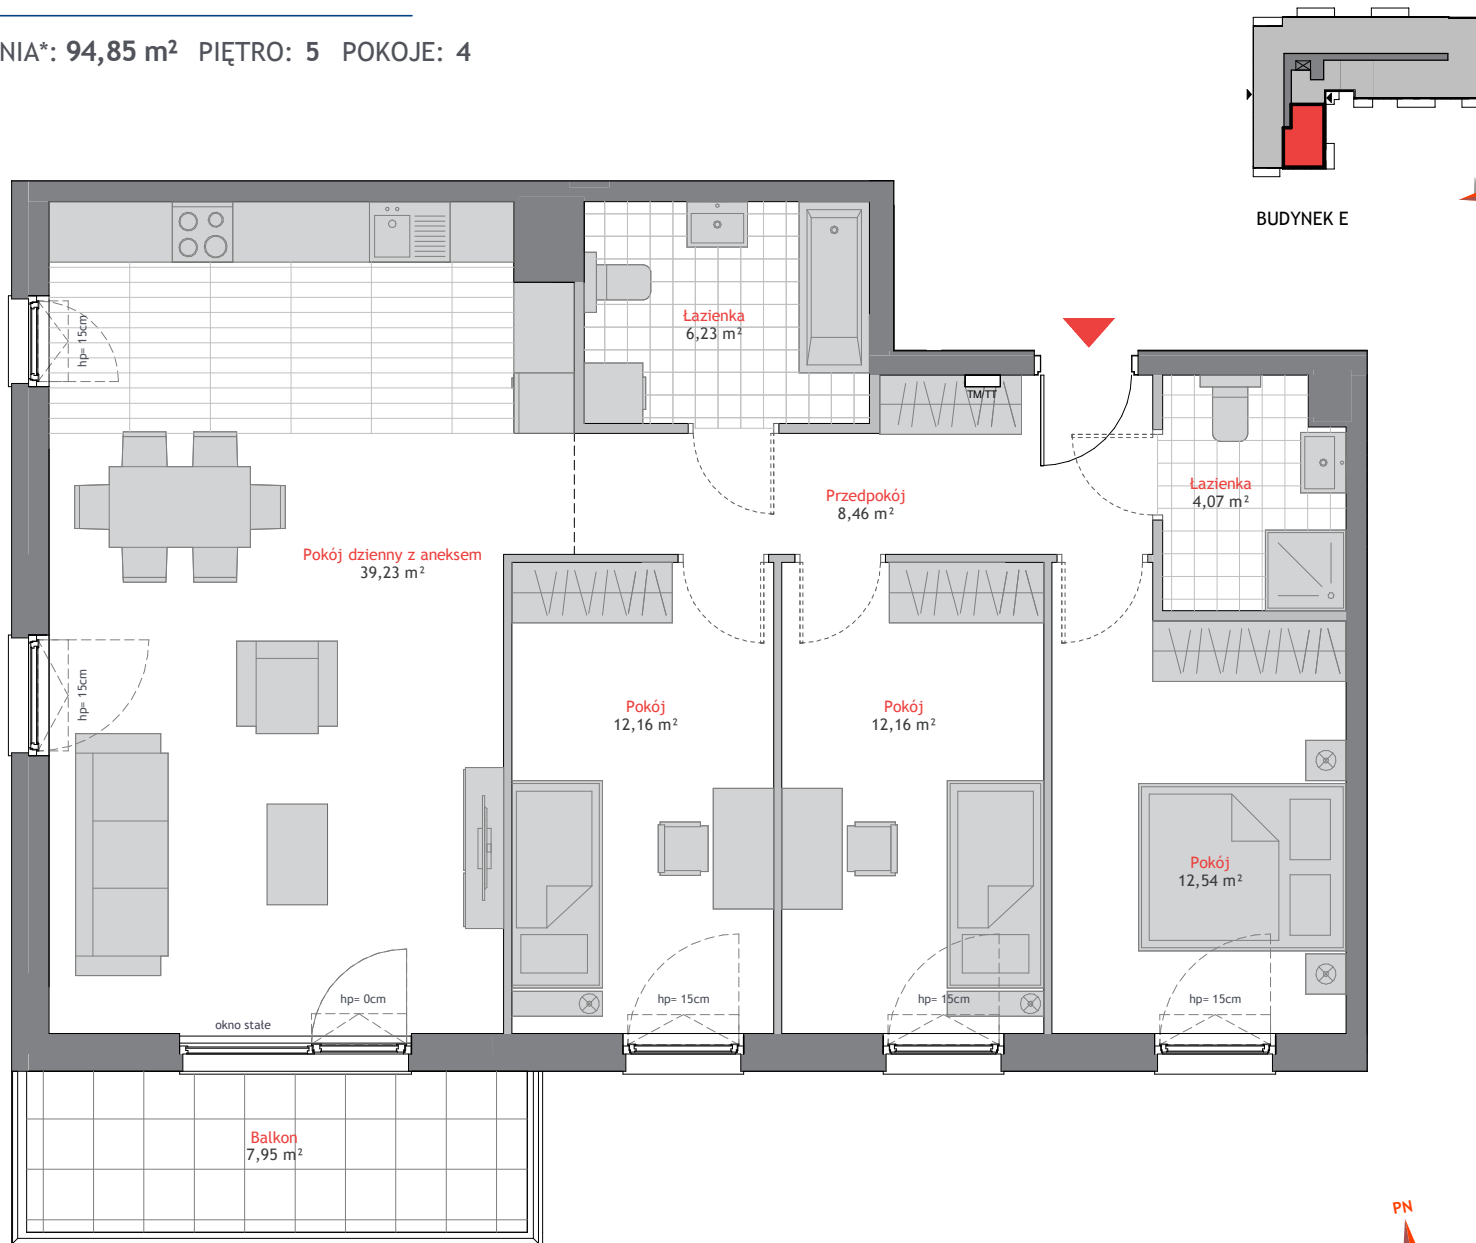 NIA*: 94,85 m² PIĘTRO: 5 POKOJE: 4
BUDYNEK E
hp= 15cm
Łazienka
6,23 m²
TM/TT
Przedpokój
8,46 m²
Łazienka
4,07 m²
Pokój dzienny z aneksem
39,23 m²
hp= 15cm
Pokój
12,16 m²
Pokój
12,16 m²
Pokój
12,54 m²
okno stałe
hp= 0cm
hp= 15cm
hp= 15cm
hp= 15cm
Balkon
7,95 m²
PN